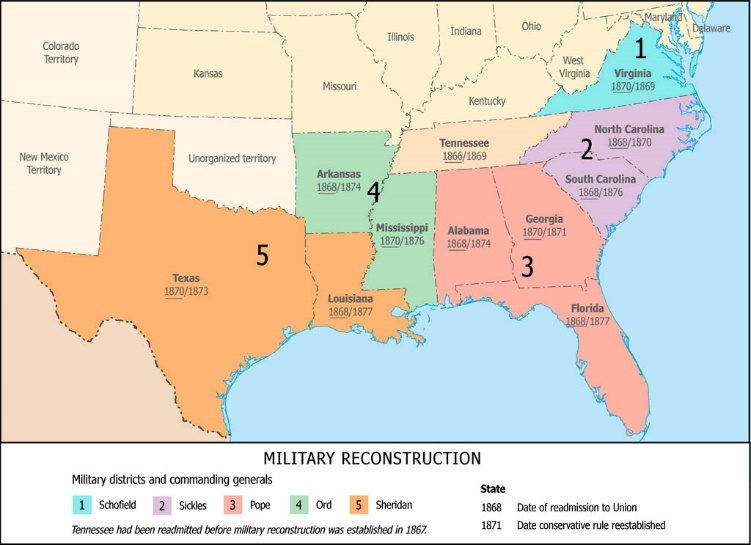 Maryland
Delaware
Ohio
Indiana
Illinois
Colorado
Territory
West
Virginia
1
Virginia
1870/1869
Kansas
Missouri
Kentucky
North Carolina
1868/1870
2
Tennessee
1866/1869
New Mexico
Territory
Unorganized territory
Arkansas
1868/1874
4
South Carolina
1868/1876
Mississippi
1870/1876
Alabama
1868/1874
Georgia
1870/1871
3
5
Texas
1870/1873
Louisiana
1868/1877
Florida
1868/1877
MILITARY RECONSTRUCTION
Military districts and commanding generals
1 Schofield 2 Sickles 3 Pope 4 Ord 5 Sheridan
Tennessee had been readmitted before military reconstruction was established in 1867.
State
1868 Date of readmission to Union
1871 Date conservative rule reestablished